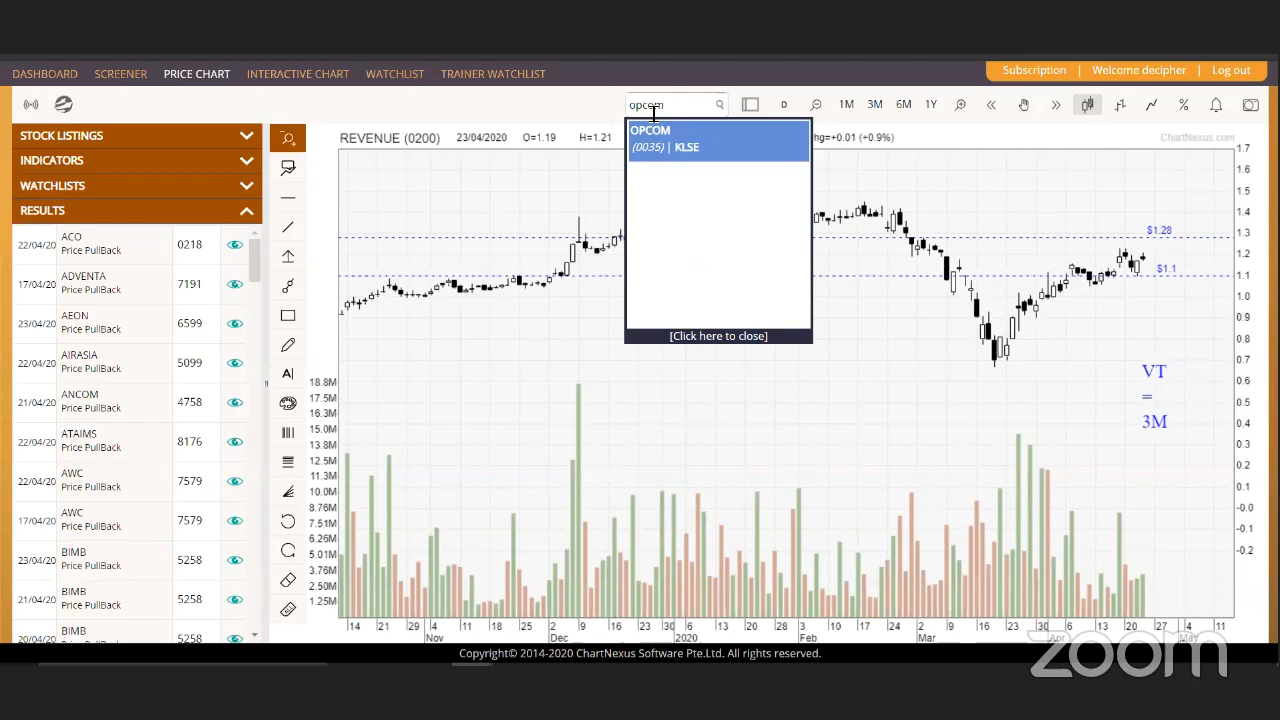 DASHBOARD SCREENER PRICE CHART INTERACTIVE CHART WATCHLIST TRAINER WATCHLIST
Subscription | Welcome decipher | Log out
opcom
D 1M 3M 6M 1Y
STOCK LISTINGS
INDICATORS
WATCHLISTS
RESULTS
22/04/20 ACO Price PullBack 0218
17/04/20 ADVENTA Price PullBack 7191
23/04/20 AEON Price PullBack 6599
22/04/20 AIRASIA Price PullBack 5099
21/04/20 ANCOM Price PullBack 4758
22/04/20 ATAIMS Price PullBack 8176
22/04/20 AWC Price PullBack 7579
17/04/20 AWC Price PullBack 7579
23/04/20 BIMB Price PullBack 5258
21/04/20 BIMB Price PullBack 5258
20/04/20 BIMB 5258
A|
REVENUE (0200) 23/04/2020 O=1.19 H=1.21
hg=+0.01 (+0.9%)
ChartNexus.com
OPCOM
(0035) | KLSE
[Click here to close]
$1.28
$1.1
VT
=
3M
1.7
1.6
1.5
1.4
1.3
1.2
1.1
1.0
0.9
0.8
0.7
0.6
0.5
0.4
0.3
0.2
0.1
-0.0
-0.1
-0.2
18.8M
17.5M
16.3M
15.0M
13.8M
12.5M
11.3M
10.0M
8.76M
7.51M
6.26M
5.01M
3.76M
2.50M
1.25M
14 21 29 4 11 18 25 2 9 16 23 30 6 13 20 28 3 10 17 24 2 9 16 23 30 6 13 20 27 4 11
Nov Dec 2020 Feb Mar Apr May
Copyright© 2014-2020 ChartNexus Software Pte.Ltd. All rights reserved.
zoom